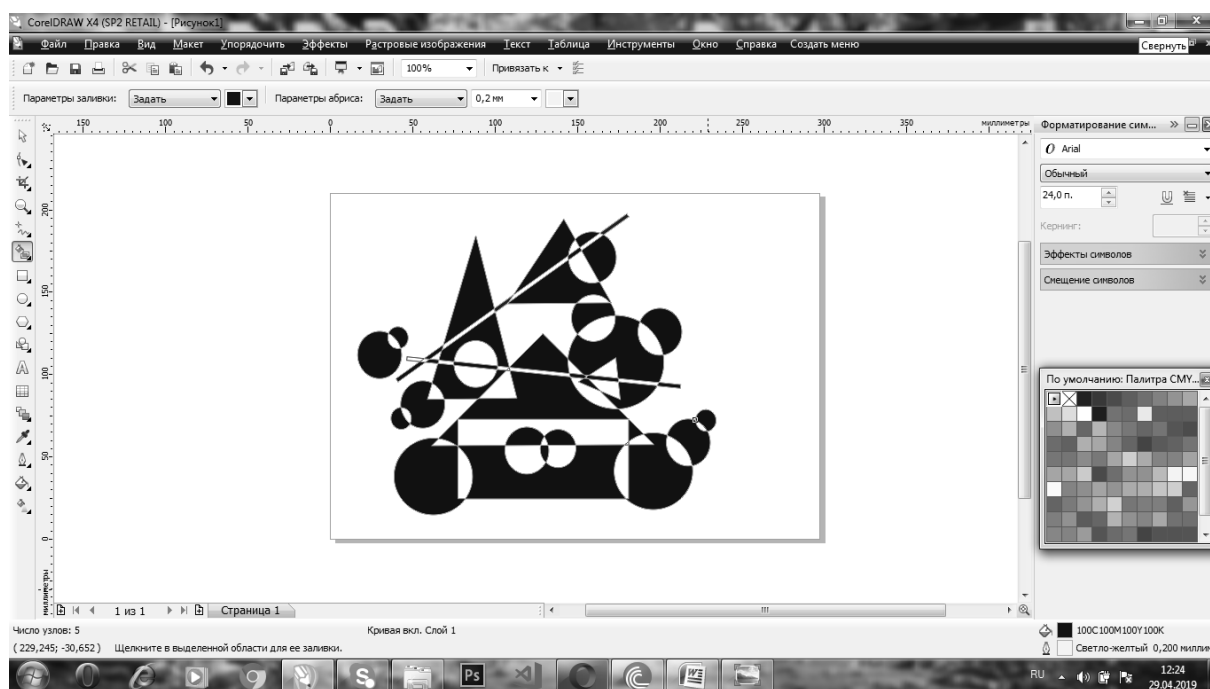 CorelDRAW X4 (SP2 RETAIL) - [Рисунок1]
Файл Правка Вид Макет Упорядочить Эффекты Растровые изображения Текст Таблица Инструменты Окно Справка Создать меню
Свернуть
100% Привязать к
Параметры заливки: Задать Параметры абриса: Задать 0,2 мм
150 100 50 0 50 100 150 200 250 300 350 миллиметры
Форматирование сим...
Arial
Обычный
24,0 п.
Кернинг:
Эффекты символов
Смещение символов
200
150
100
50
0
миллиметры
По умолчанию: Палитра CMY...
1 из 1 Страница 1
Число узлов: 5 Кривая вкл. Слой 1 100C100M100Y100K
( 229,245; -30,652 ) Щелкните в выделенной области для ее заливки. Светло-желтый 0,200 миллим
Ps
RU 12:24
29.04.2019